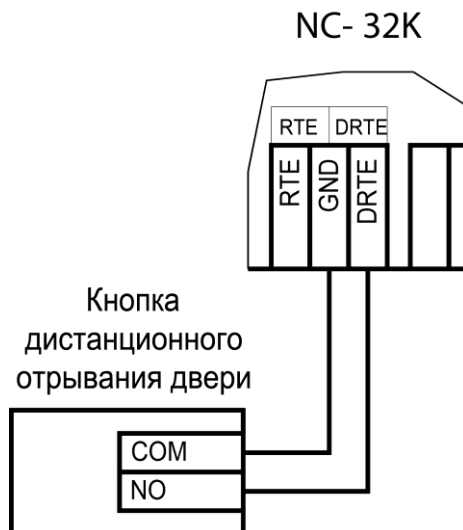 NC- 32K
RTE DRTE
RTE GND DRTE
Кнопка
дистанционного
отрывания двери
COM
NO